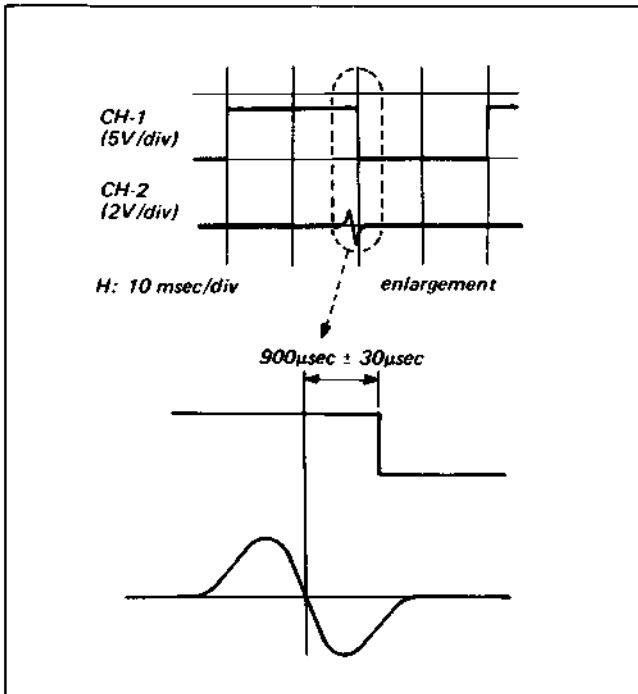 CH-1
(5V/div)
CH-2
(2V/div)
H: 10 msec/div enlargement
900µsec ± 30µsec